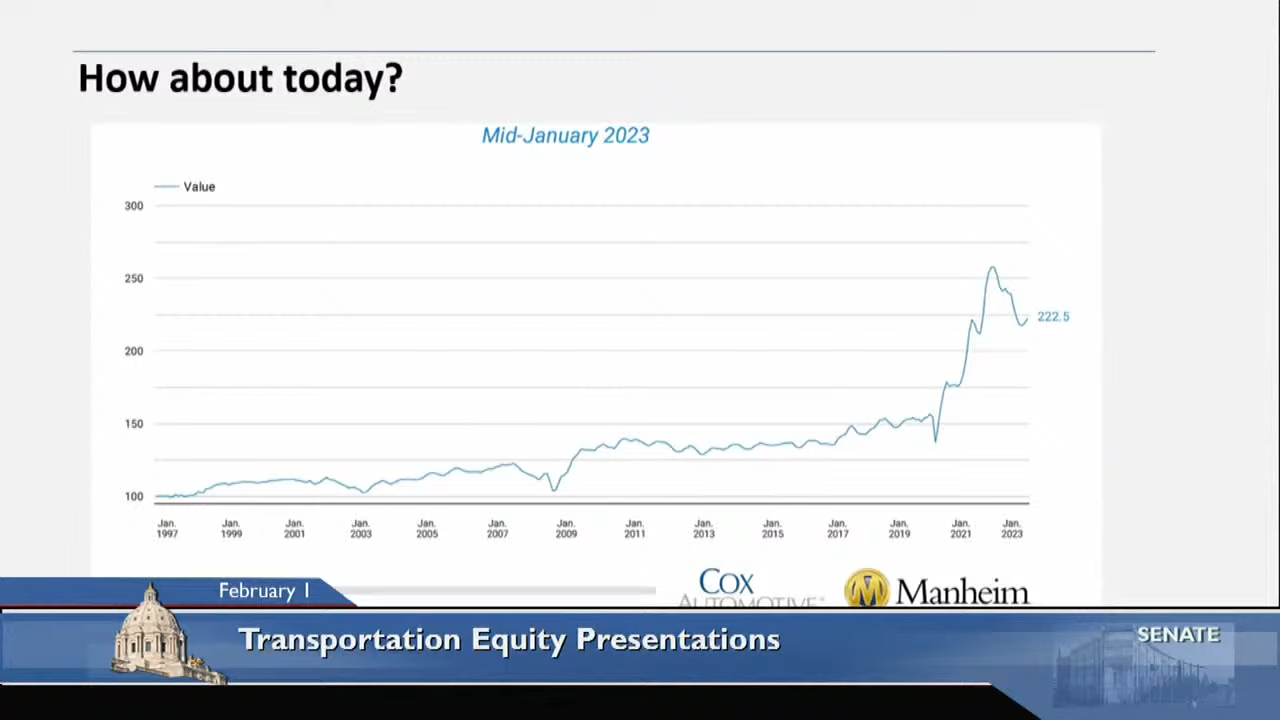 How about today?
Mid-January 2023
Value
300
250
222.5
200
150
100
Jan. Jan. Jan. Jan. Jan. Jan. Jan. Jan. Jan. Jan. Jan. Jan. Jan. Jan.
1997 1999 2001 2003 2005 2007 2009 2011 2013 2015 2017 2019 2021 2023
COX
AUTOMOTIVE
Manheim
February 1
Transportation Equity Presentations
SENATE